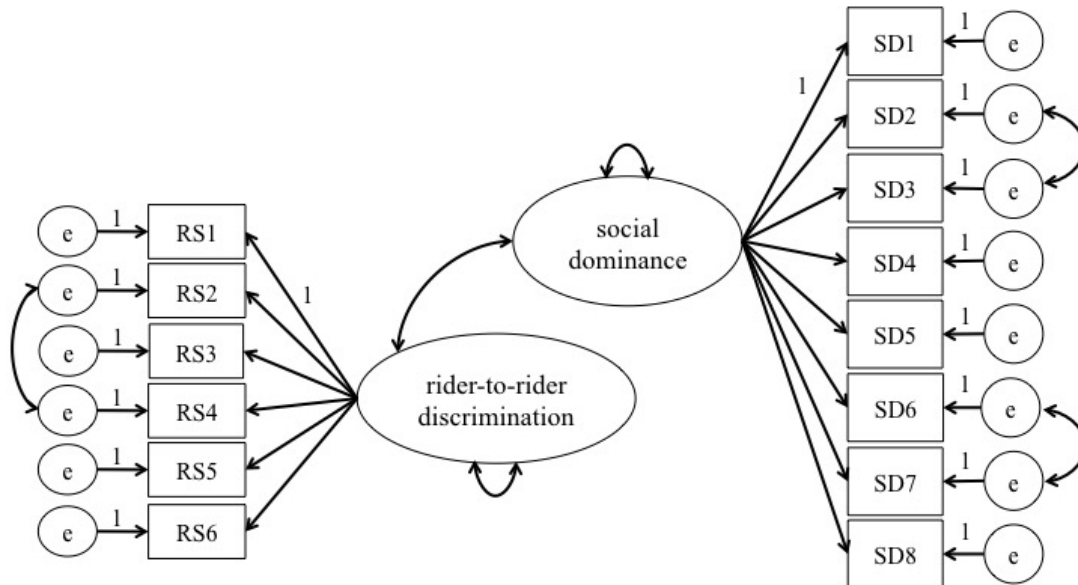 1
SD1
e
1
1
SD2
e
1
SD3
e
social
dominance
1
SD4
e
1
SD5
e
1
SD6
e
1
SD7
e
1
SD8
e
e
1
RS1
1
e
1
RS2
e
1
RS3
e
1
RS4
e
1
RS5
e
1
RS6
rider-to-rider
discrimination